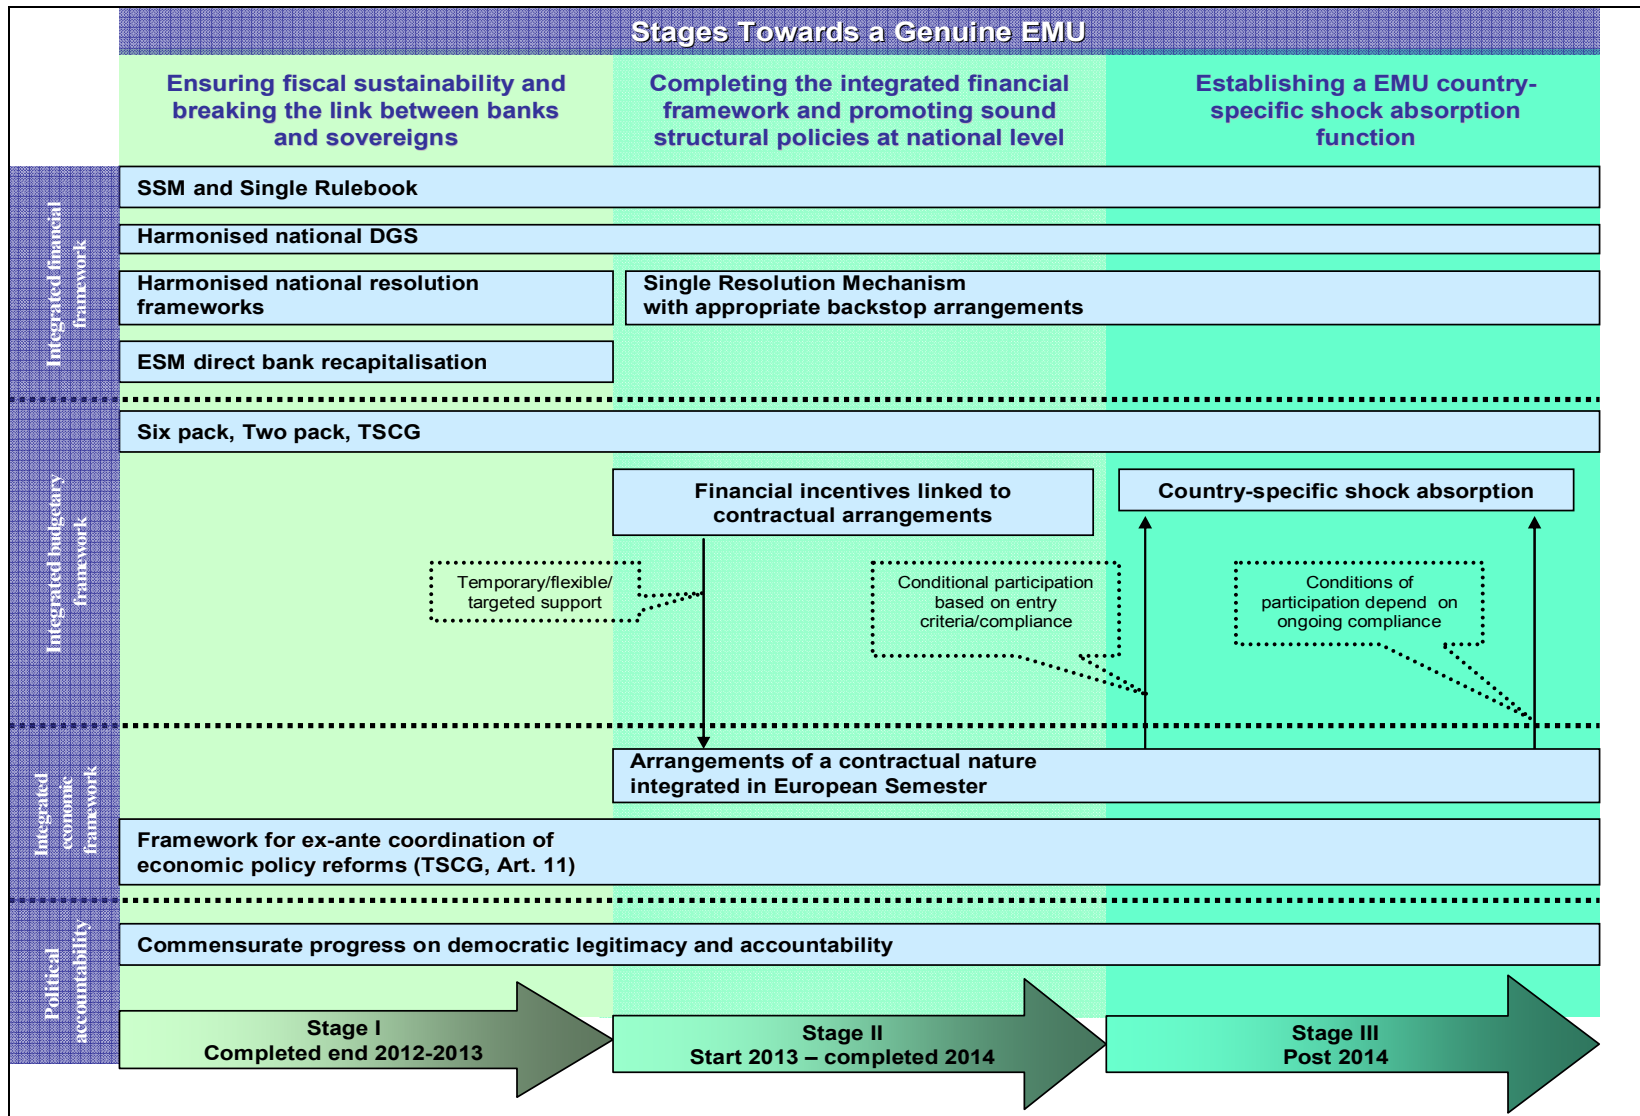 Stages Towards a Genuine EMU
Ensuring fiscal sustainability and
breaking the link between banks
and sovereigns
Completing the integrated financial
framework and promoting sound
structural policies at national level
Establishing a EMU country-
specific shock absorption
function
Integrated financial
framework
SSM and Single Rulebook
Harmonised national DGS
Harmonised national resolution
frameworks
Single Resolution Mechanism
with appropriate backstop arrangements
ESM direct bank recapitalisation
Integrated budgetary
framework
Six pack, Two pack, TSCG
Financial incentives linked to
contractual arrangements
Country-specific shock absorption
Temporary/flexible/
targeted support
Conditional participation
based on entry
criteria/compliance
Conditions of
participation depend on
ongoing compliance
Integrated
economic
framework
Arrangements of a contractual nature
integrated in European Semester
Framework for ex-ante coordination of
economic policy reforms (TSCG, Art. 11)
Political
accountability
Commensurate progress on democratic legitimacy and accountability
Stage I
Completed end 2012-2013
Stage II
Start 2013 – completed 2014
Stage III
Post 2014